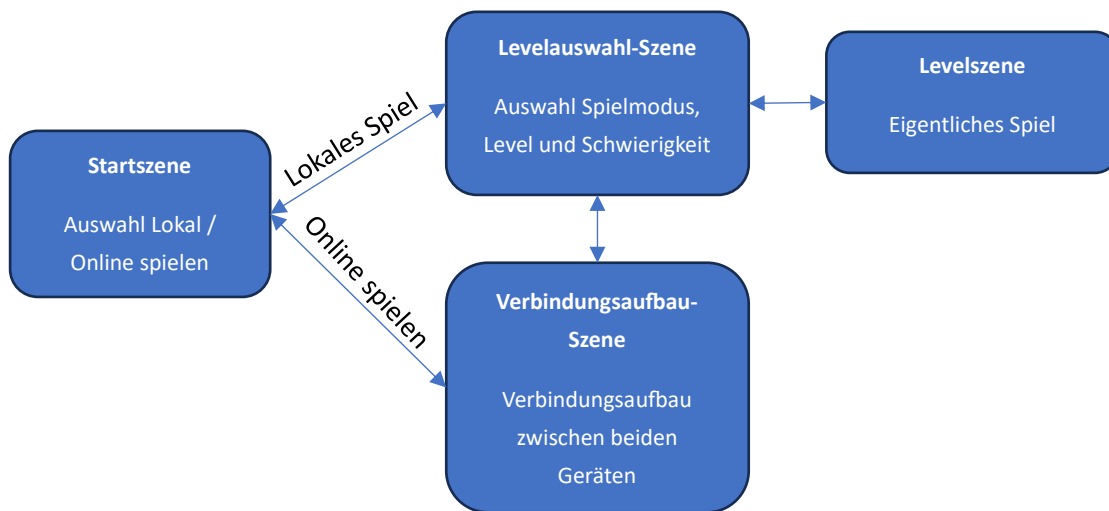 Startszene
Auswahl Lokal /
Online spielen
Lokales Spiel
Online spielen
Levelauswahl-Szene
Auswahl Spielmodus,
Level und Schwierigkeit
Verbindungsaufbau-
Szene
Verbindungsaufbau
zwischen beiden
Geräten
Levelszene
Eigentliches Spiel